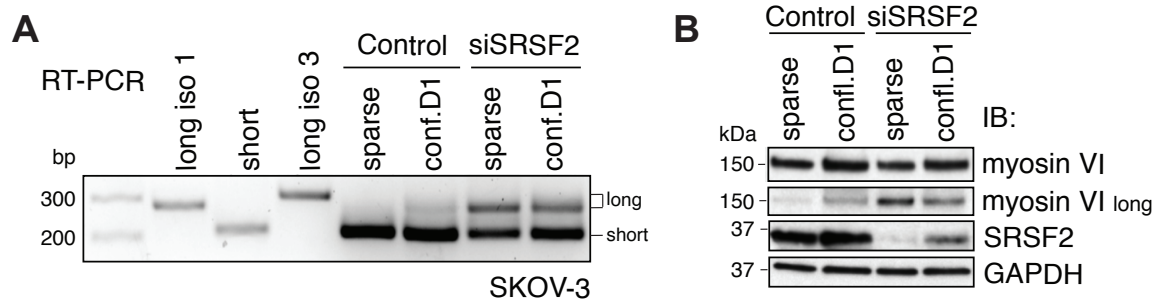 A
RT-PCR
long iso 1
short
long iso 3
Control
siSRSF2
sparse
conf.D1
sparse
conf.D1
bp
300
200
long
short
SKOV-3
B
Control siSRSF2
sparse
confl.D1
sparse
confl.D1
IB:
kDa
150
myosin VI
150
myosin VI long
37
SRSF2
37
GAPDH